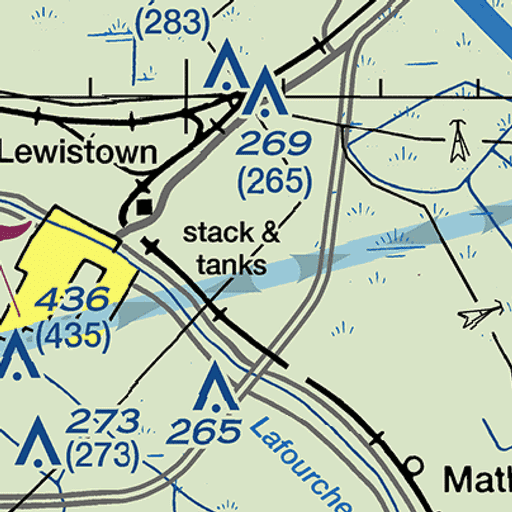 (283)
269
(265)
Lewistown
stack &
tanks
436
(435)
273
(273)
265
Lafourche
Math